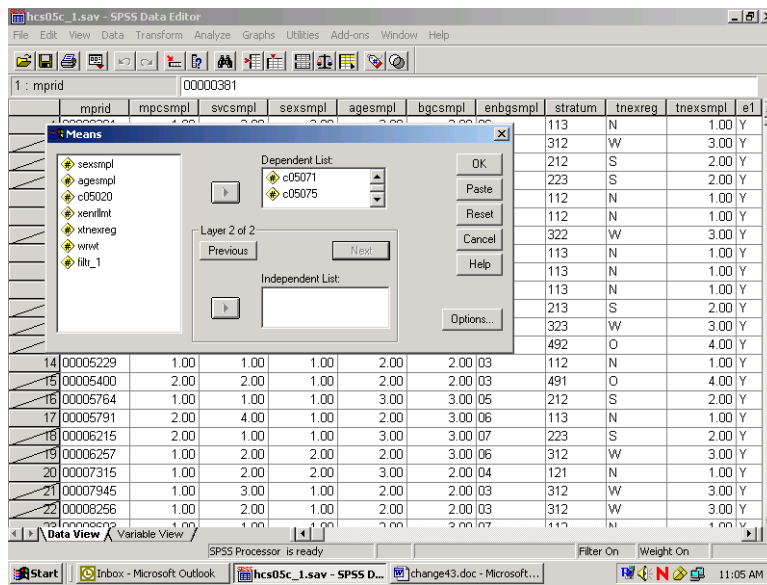 hcs05c_1.sav - SPSS Data Editor
File Edit View Data Transform Analyze Graphs Utilities Add-ons Window Help
1 : mprid 00000381
mprid mpcsmpl svcsmpl sexsmpl agesmpl bgcsmpl enbgsmpl stratum tnexreg tnexsmpl e1
113 N 1.00 Y
Means
312 W 3.00 Y
212 S 2.00 Y
223 S 2.00 Y
112 N 1.00 Y
112 N 1.00 Y
322 W 3.00 Y
113 N 1.00 Y
113 N 1.00 Y
113 N 1.00 Y
213 S 2.00 Y
323 W 3.00 Y
492 O 4.00 Y
sexsmpl
agesmpl
c05020
xenrllmt
xtnexreg
wrwt
filtr_1
Dependent List:
c05071
c05075
Layer 2 of 2
Previous Next
Independent List:
OK
Paste
Reset
Cancel
Help
Options...
14 00005229 1.00 1.00 1.00 2.00 2.00 03 112 N 1.00 Y
15 00005400 2.00 2.00 1.00 2.00 2.00 03 491 O 4.00 Y
16 00005764 1.00 1.00 1.00 3.00 3.00 05 212 S 2.00 Y
17 00005791 2.00 4.00 1.00 2.00 3.00 06 113 N 1.00 Y
18 00006215 2.00 1.00 1.00 3.00 3.00 07 223 S 2.00 Y
19 00006257 1.00 2.00 2.00 2.00 3.00 06 312 W 3.00 Y
20 00007315 1.00 2.00 2.00 3.00 2.00 04 121 N 1.00 Y
21 00007945 1.00 3.00 1.00 2.00 2.00 03 312 W 3.00 Y
22 00008256 1.00 2.00 1.00 2.00 2.00 03 312 W 3.00 Y
Data View Variable View
SPSS Processor is ready Filter On Weight On
Start Inbox - Microsoft Outlook hcs05c_1.sav - SPSS D... change43.doc - Microsoft... 11:05 AM